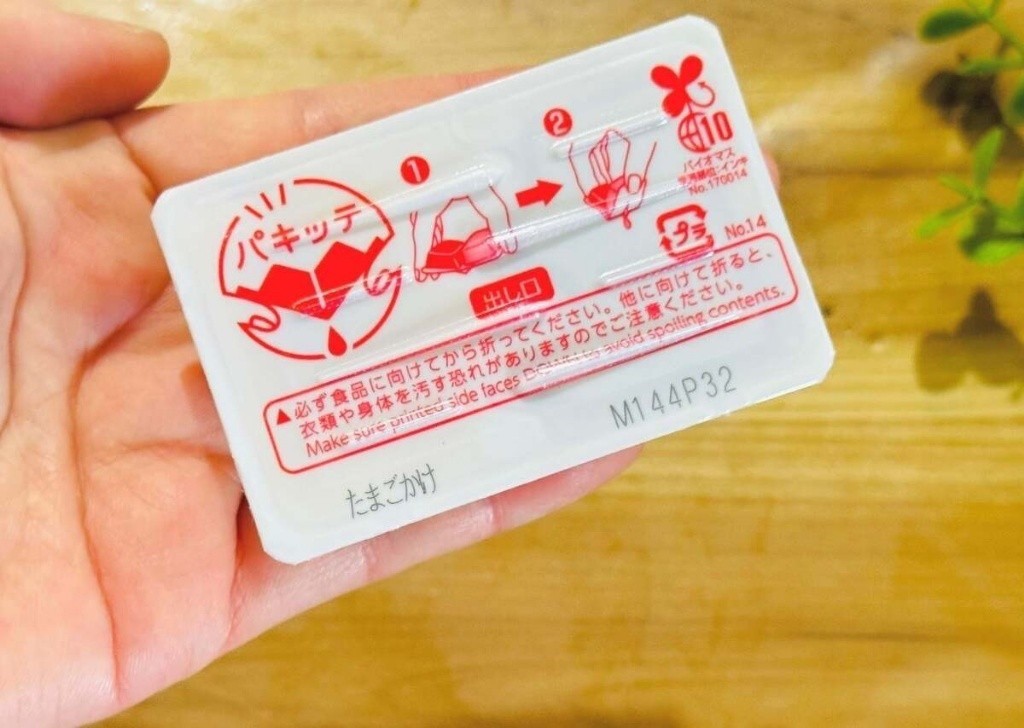 パキッテ
1
2
10
バイオマス
no.170014
プラ
No.14
出し口
▲必ず食品に向けてから折ってください。他に向けて折ると、
衣類や身体を汚す恐れがありますのでご注意ください。
Make sure printed side faces DOWN to avoid spoiling contents.
M144P32
たまごかけ